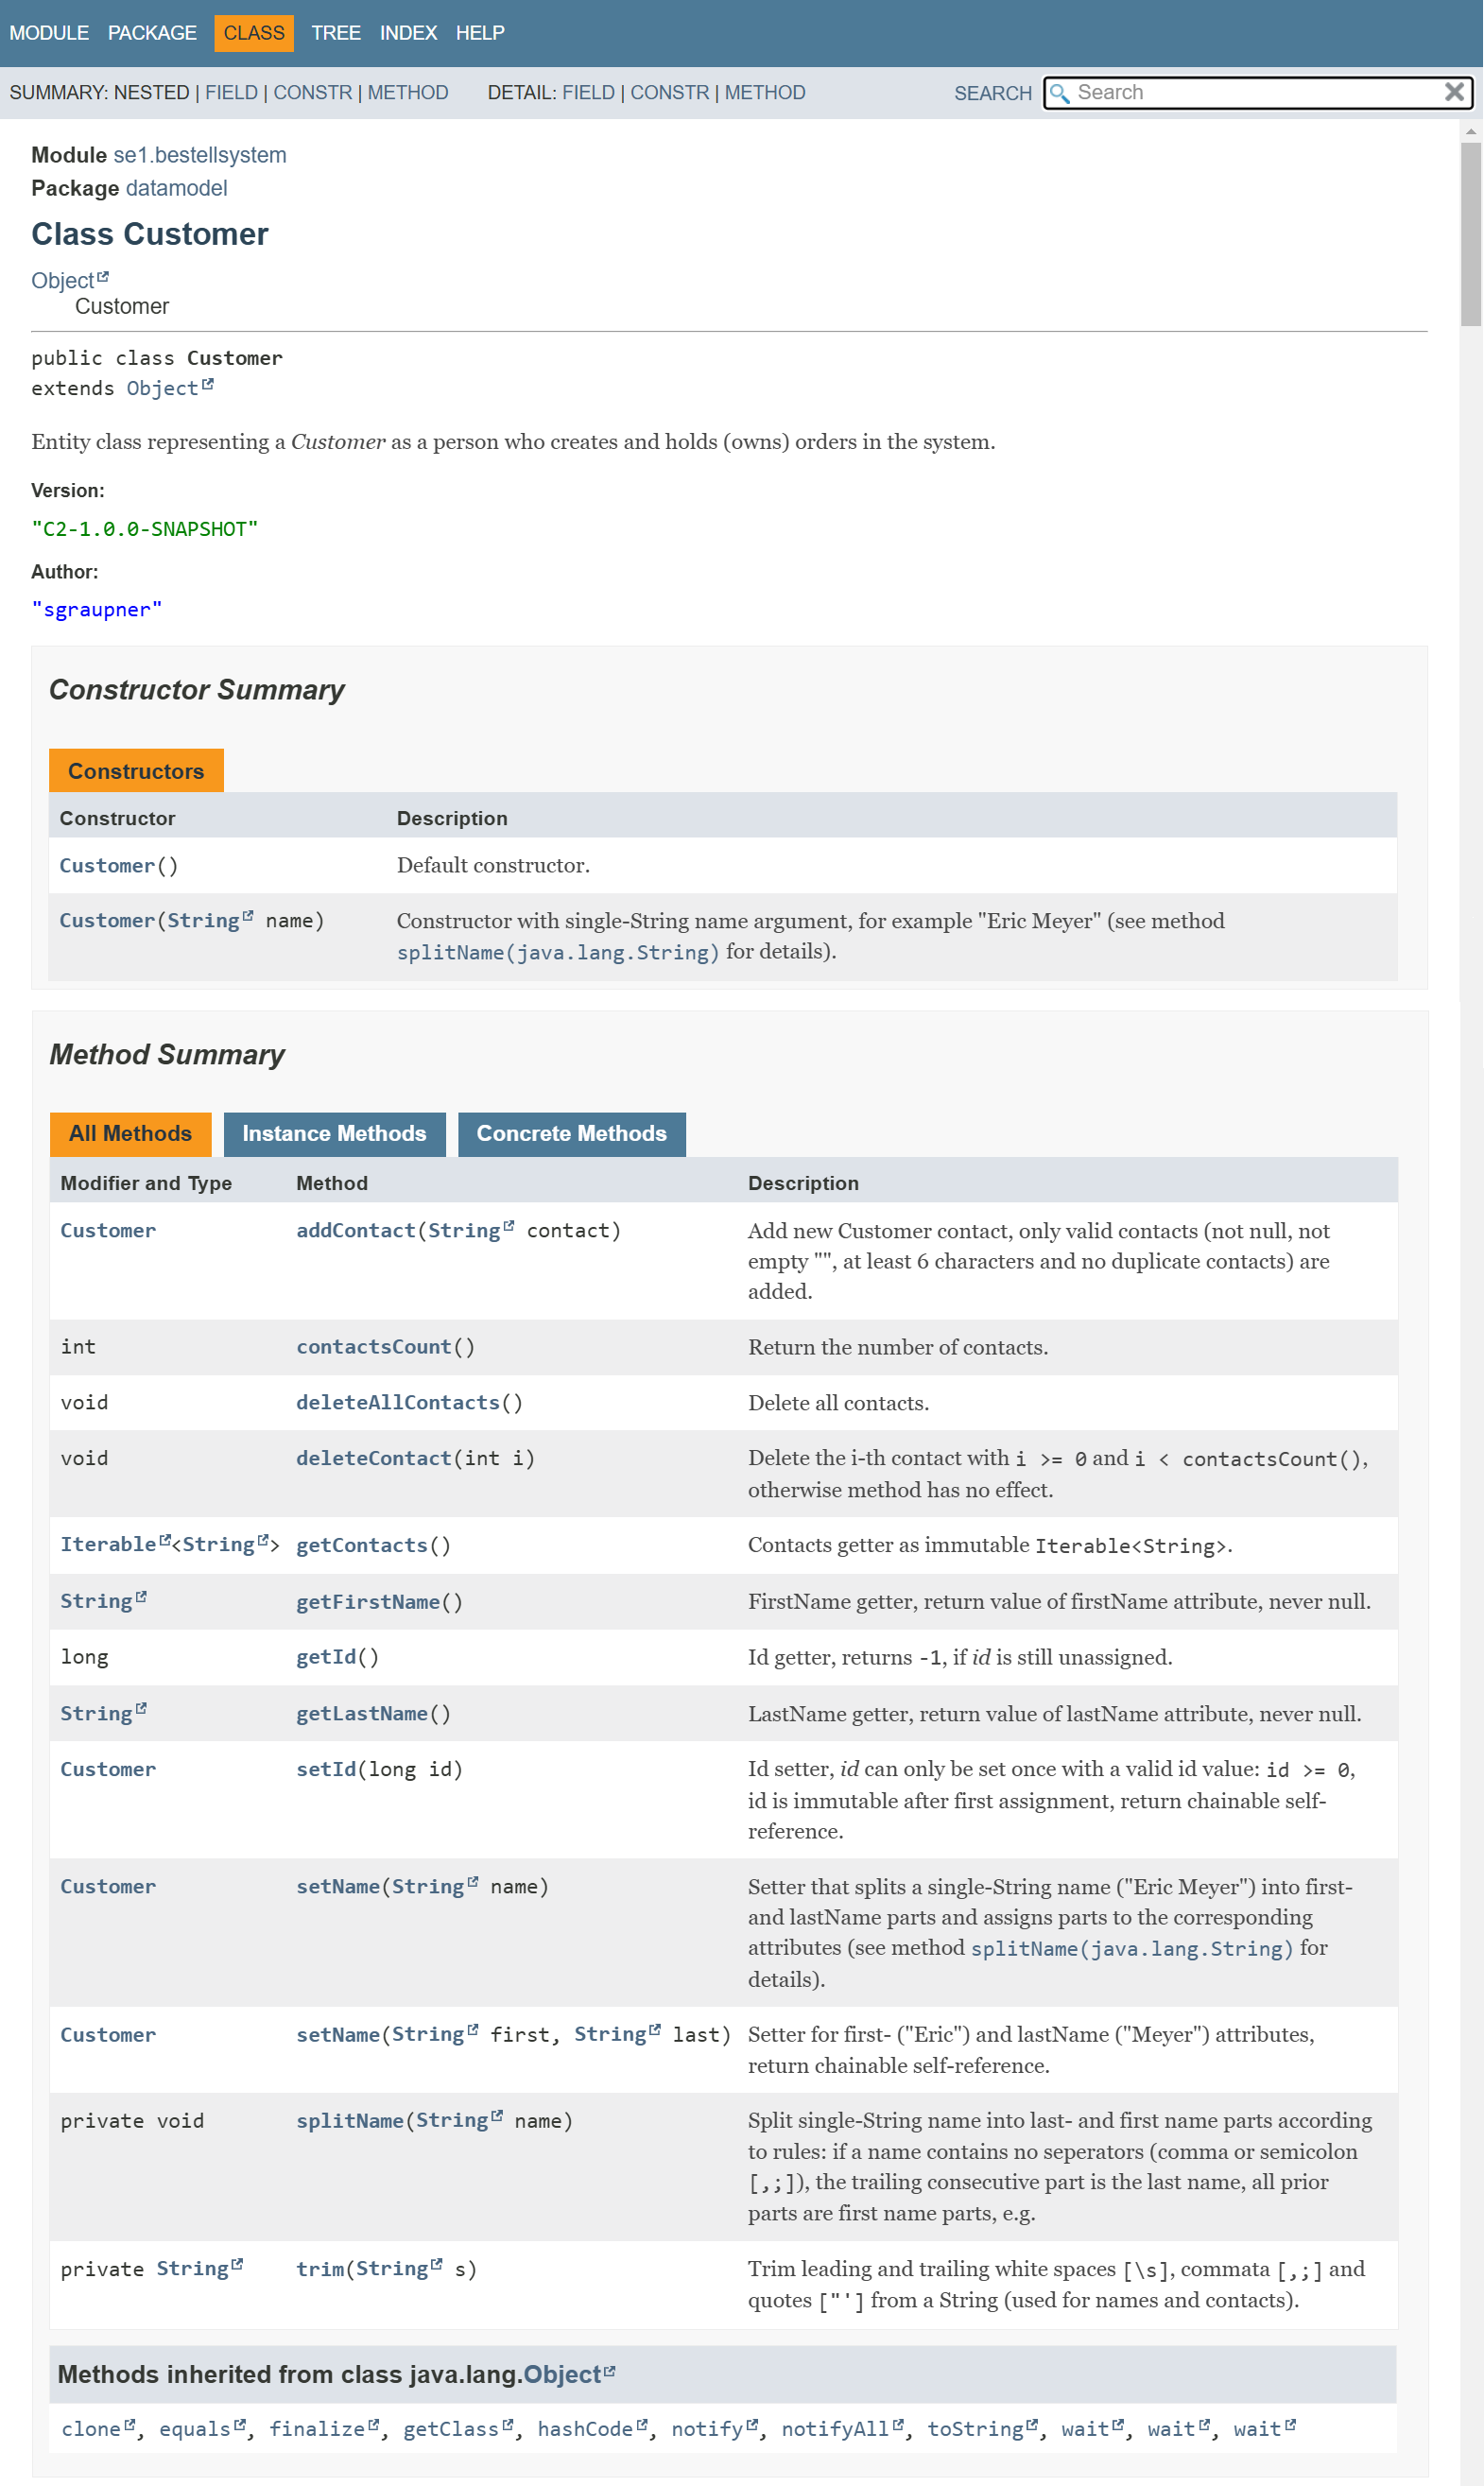 MODULE PACKAGE CLASS TREE INDEX HELP
SUMMARY: NESTED | FIELD | CONSTR | METHOD DETAIL: FIELD | CONSTR | METHOD SEARCH Search
Module se1.bestellsystem
Package datamodel
Class Customer
Object
Customer
public class Customer
extends Object
Entity class representing a Customer as a person who creates and holds (owns) orders in the system.
Version:
"C2-1.0.0-SNAPSHOT"
Author:
"sgraupner"
Constructor Summary
Constructors
Constructor Description
Customer() Default constructor.
Customer(String name) Constructor with single-String name argument, for example "Eric Meyer" (see method
splitName(java.lang.String) for details).
Method Summary
All Methods Instance Methods Concrete Methods
Modifier and Type Method Description
Customer addContact(String contact) Add new Customer contact, only valid contacts (not null, not
empty "", at least 6 characters and no duplicate contacts) are
added.
int contactsCount() Return the number of contacts.
void deleteAllContacts() Delete all contacts.
void deleteContact(int i) Delete the i-th contact with i >= 0 and i < contactsCount(),
otherwise method has no effect.
Iterable<String> getContacts() Contacts getter as immutable Iterable<String>.
String getFirstName() FirstName getter, return value of firstName attribute, never null.
long getId() Id getter, returns -1, if id is still unassigned.
String getLastName() LastName getter, return value of lastName attribute, never null.
Customer setId(long id) Id setter, id can only be set once with a valid id value: id >= 0,
id is immutable after first assignment, return chainable self-
reference.
Customer setName(String name) Setter that splits a single-String name ("Eric Meyer") into first-
and lastName parts and assigns parts to the corresponding
attributes (see method splitName(java.lang.String) for
details).
Customer setName(String first, String last) Setter for first- ("Eric") and lastName ("Meyer") attributes,
return chainable self-reference.
private void splitName(String name) Split single-String name into last- and first name parts according
to rules: if a name contains no seperators (comma or semicolon
[,;]), the trailing consecutive part is the last name, all prior
parts are first name parts, e.g.
private String trim(String s) Trim leading and trailing white spaces [\s], commata [,;] and
quotes ["'] from a String (used for names and contacts).
Methods inherited from class java.lang.Object
clone, equals, finalize, getClass, hashCode, notify, notifyAll, toString, wait, wait, wait